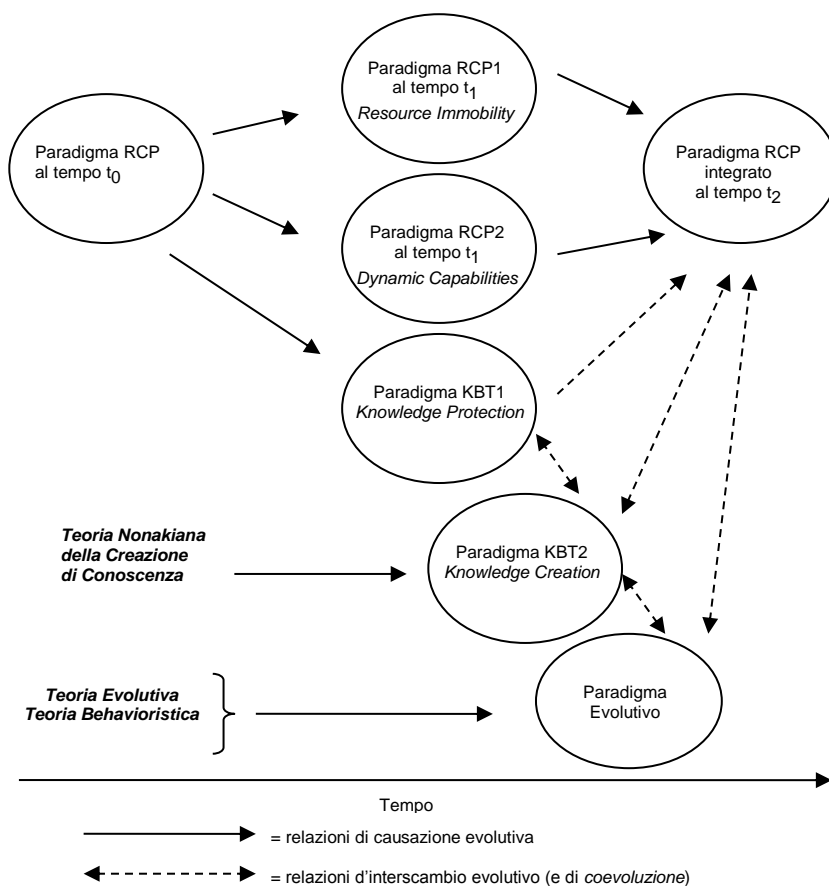 Paradigma RCP1
al tempo t1
Resource Immobility
Paradigma RCP
al tempo t0
Paradigma RCP
integrato
al tempo t2
Paradigma RCP2
al tempo t1
Dynamic Capabilities
Paradigma KBT1
Knowledge Protection
Teoria Nonakiana
della Creazione
di Conoscenza
Paradigma KBT2
Knowledge Creation
Teoria Evolutiva
Teoria Behavioristica
Paradigma
Evolutivo
Tempo
= relazioni di causazione evolutiva
= relazioni d’interscambio evolutivo (e di coevoluzione)